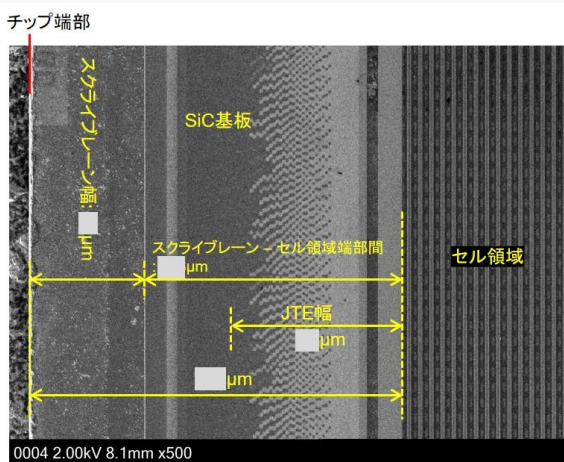 チップ端部
スクライブレーン幅:
μm
SiC基板
スクライブレーン – セル領域端部間
:
μm
セル領域
JTE幅
μm
μm
0004 2.00kV 8.1mm x500